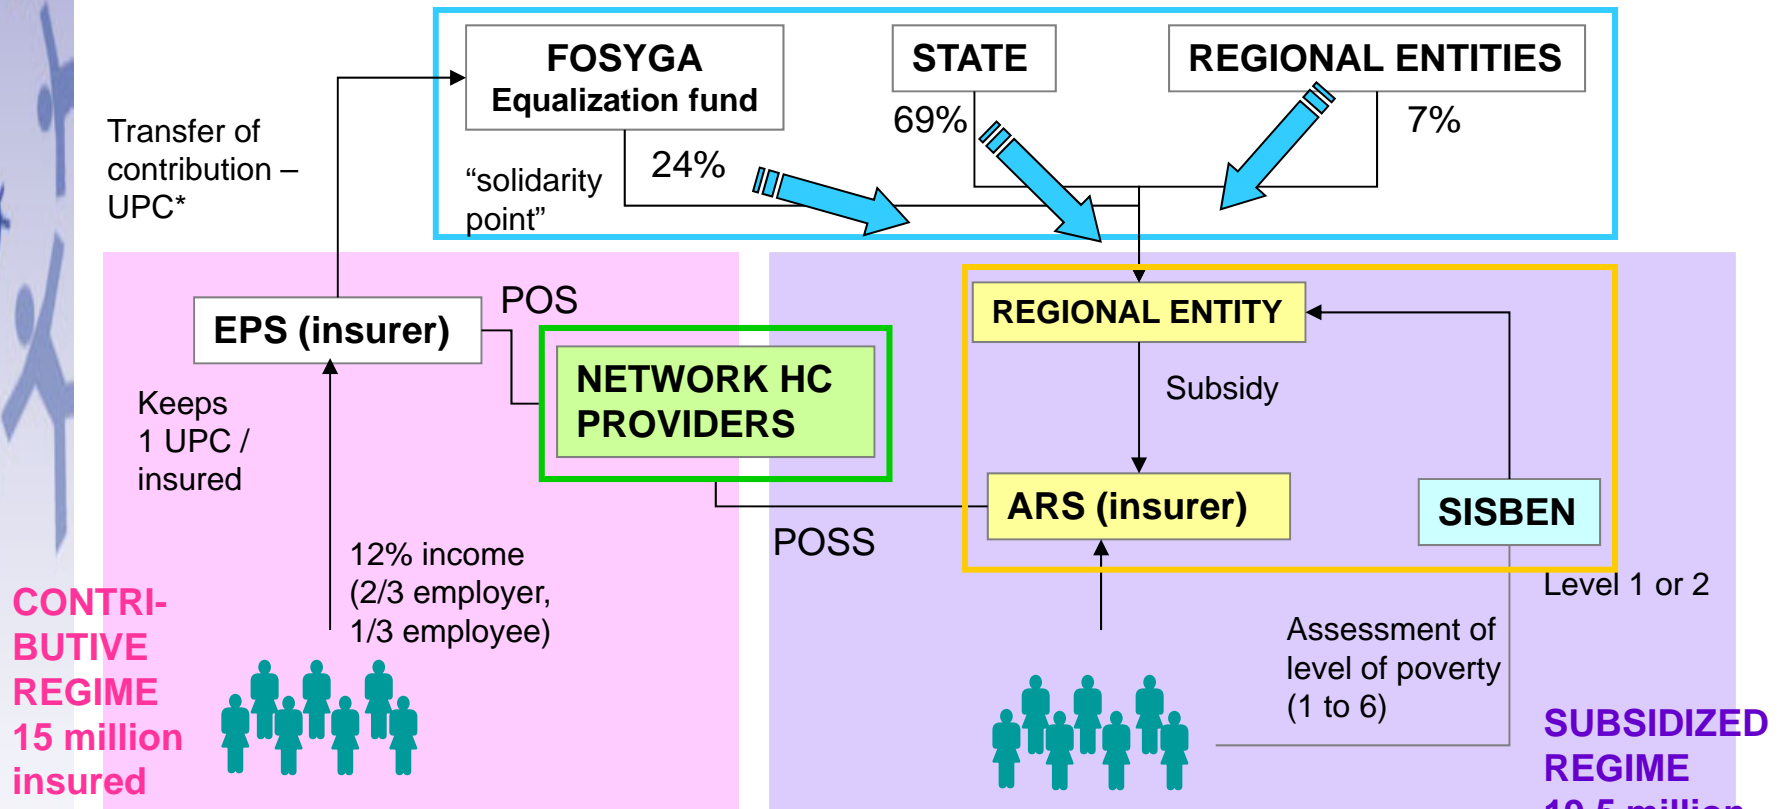 FOSYGA
Equalization fund
STATE
REGIONAL ENTITIES
69%
7%
Transfer of
contribution –
UPC*
24%
“solidarity
point”
POS
EPS (insurer)
REGIONAL ENTITY
NETWORK HC
PROVIDERS
Subsidy
Keeps
1 UPC /
insured
ARS (insurer)
SISBEN
POSS
12% income
(2/3 employer,
1/3 employee)
Level 1 or 2
CONTRI-
BUTIVE
REGIME
15 million
insured
Assessment of
level of poverty
(1 to 6)
SUBSIDIZED
REGIME
million